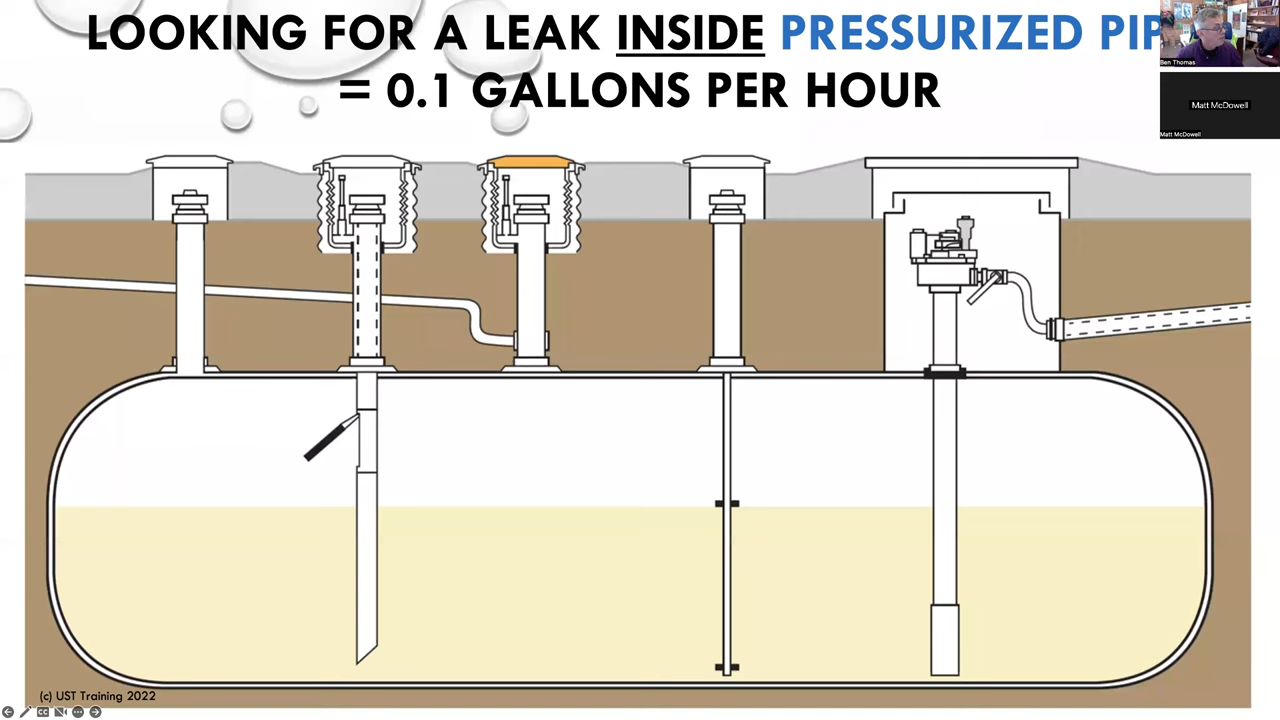 LOOKING FOR A LEAK INSIDE PRESSURIZED PIP
= 0.1 GALLONS PER HOUR
Ben Thomas
Matt McDowell
Matt McDowell
(c) UST Training 2022
CC